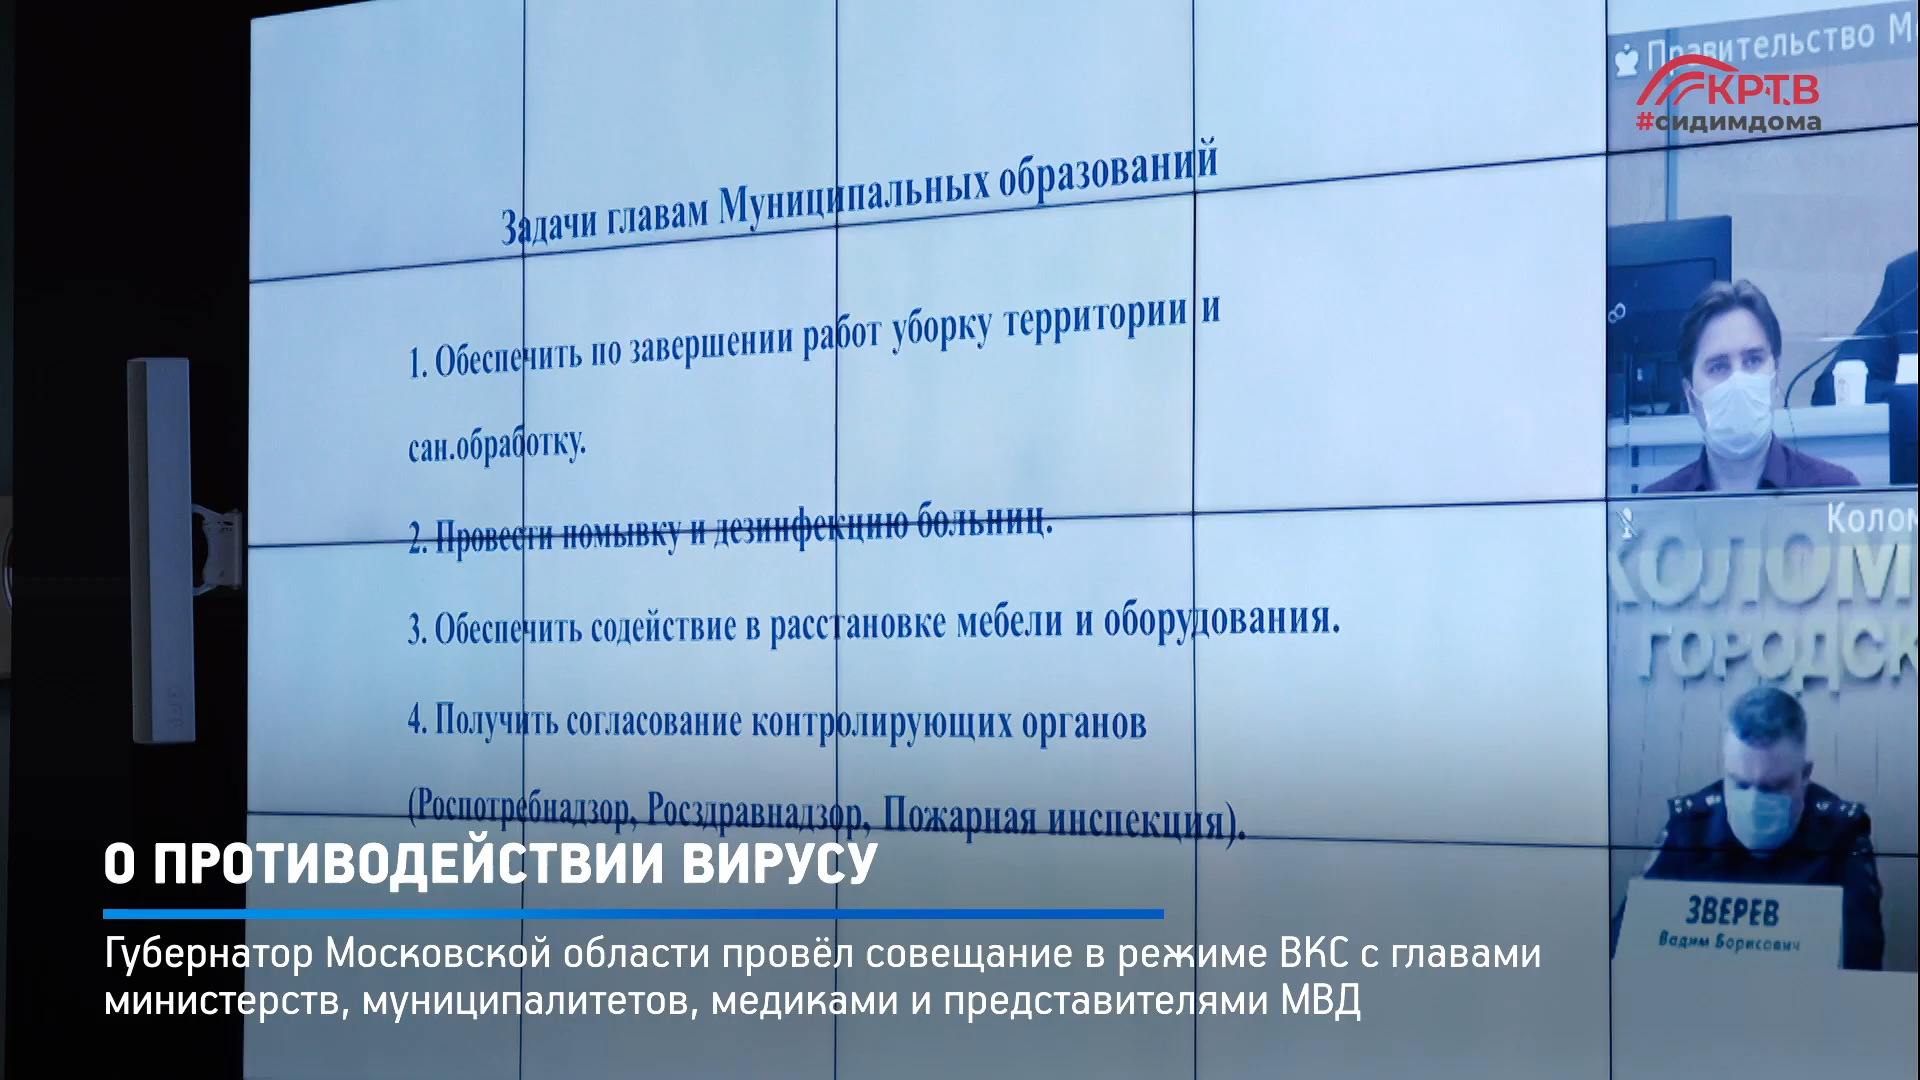 Правительство М
КРТВ
#сидимдома
Задачи главам Муниципальных образований
1. Обеспечить по завершении работ уборку территории и
сан.обработку.
2. Провести помывку и дезинфекцию больниц.
3. Обеспечить содействие в расстановке мебели и оборудования.
4. Получить согласование контролирующих органов
(Роспотребнадзор, Росздравнадзор, Пожарная инспекция).
Колом
КОЛОМ
ГОРОДСК
ЗВЕРЕВ
Вадим Борисович
О ПРОТИВОДЕЙСТВИИ ВИРУСУ
Губернатор Московской области провёл совещание в режиме ВКС с главами
министерств, муниципалитетов, медиками и представителями МВД